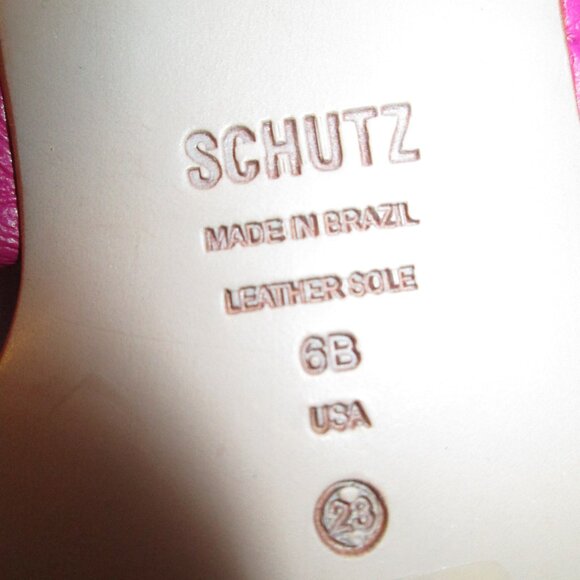 SCHUTZ
MADE IN BRAZIL
LEATHER SOLE
6B
USA
23